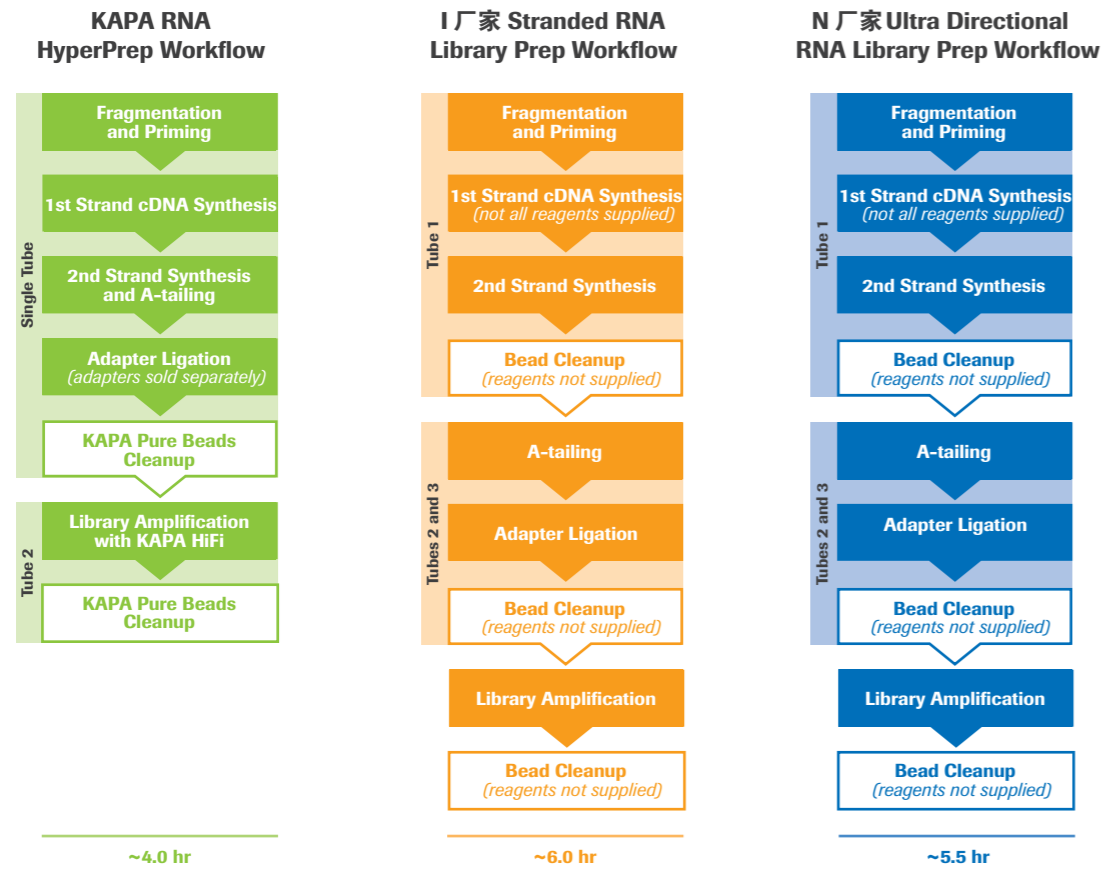 KAPA RNA
HyperPrep Workflow
Single Tube
Fragmentation
and Priming
1st Strand cDNA Synthesis
2nd Strand Synthesis
and A-tailing
Adapter Ligation
(adapters sold separately)
KAPA Pure Beads
Cleanup
Tube 2
Library Amplification
with KAPA HiFi
KAPA Pure Beads
Cleanup
~4.0 hr
I 厂家 Stranded RNA
Library Prep Workflow
Tube 1
Fragmentation
and Priming
1st Strand cDNA Synthesis
(not all reagents supplied)
2nd Strand Synthesis
Bead Cleanup
(reagents not supplied)
Tubes 2 and 3
A-tailing
Adapter Ligation
Bead Cleanup
(reagents not supplied)
Library Amplification
Bead Cleanup
(reagents not supplied)
~6.0 hr
N 厂家 Ultra Directional
RNA Library Prep Workflow
Tube 1
Fragmentation
and Priming
1st Strand cDNA Synthesis
(not all reagents supplied)
2nd Strand Synthesis
Bead Cleanup
(reagents not supplied)
Tubes 2 and 3
A-tailing
Adapter Ligation
Bead Cleanup
(reagents not supplied)
Library Amplification
Bead Cleanup
(reagents not supplied)
~5.5 hr